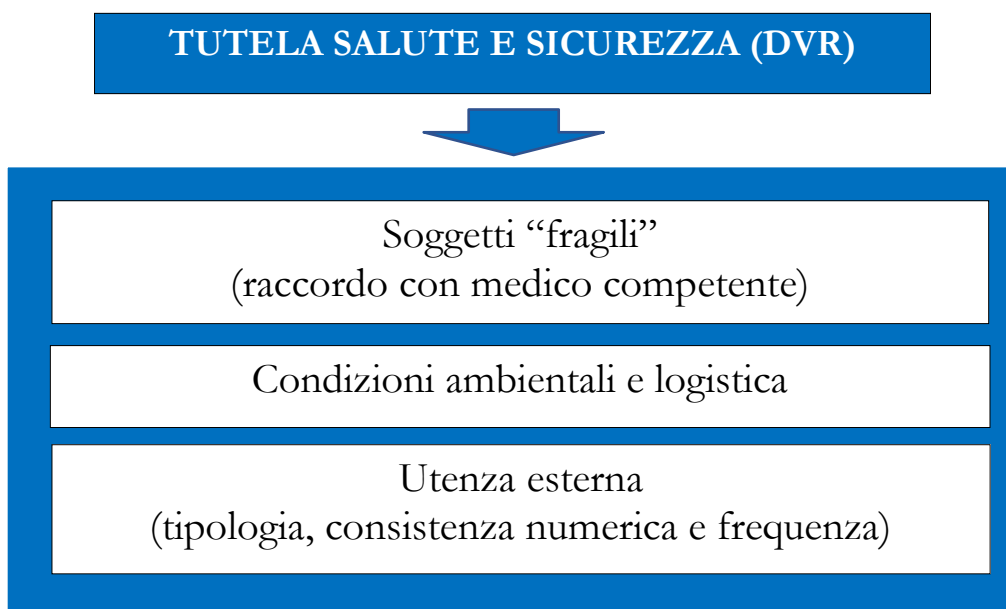 TUTELA SALUTE E SICUREZZA (DVR)
Soggetti “fragili”
(raccordo con medico competente)
Condizioni ambientali e logistica
Utenza esterna
(tipologia, consistenza numerica e frequenza)